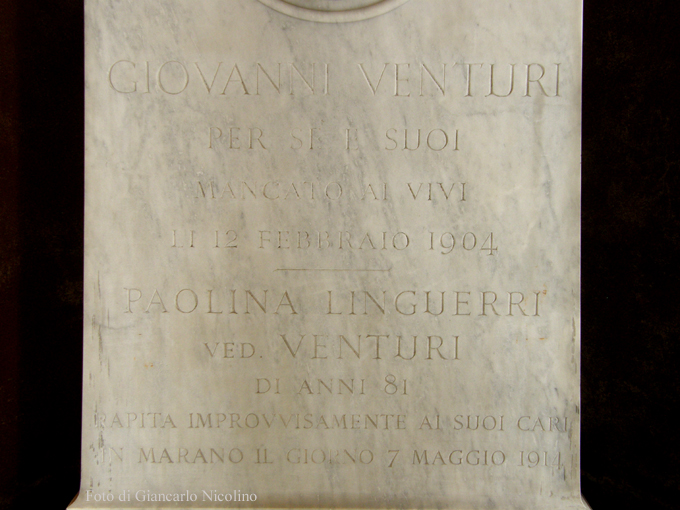 GIOVANNI VENTURI
PER SE E SUOI
MANCATO AI VIVI
LI 12 FEBBRAIO 1904
PAOLINA LINGUERRI
VED. VENTURI
DI ANNI 81
RAPITA IMPROVVISAMENTE AI SUOI CARI
IN MARANO IL GIORNO 7 MAGGIO 1914
Foto di Giancarlo Nicolino